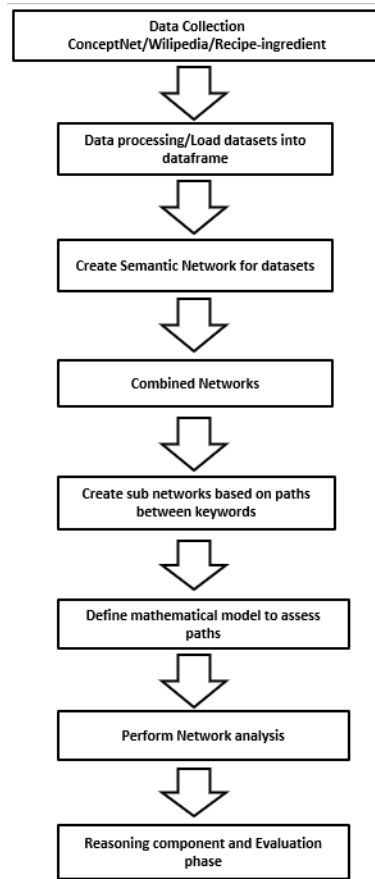 Data Collection
ConceptNet/Wilipedia/Recipe-ingredient
Data processing/Load datasets into
dataframe
Create Semantic Network for datasets
Combined Networks
Create sub networks based on paths
between keywords
Define mathematical model to assess
paths
Perform Network analysis
Reasoning component and Evaluation
phase